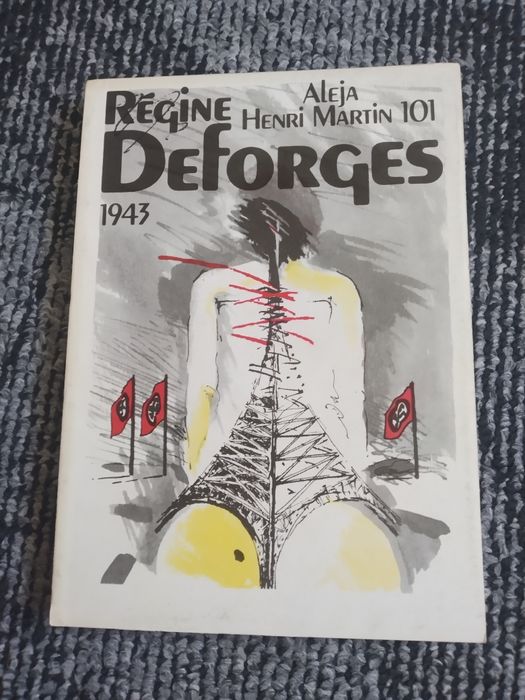 Aleja
Régine Henri Martin 101
Deforges
1943